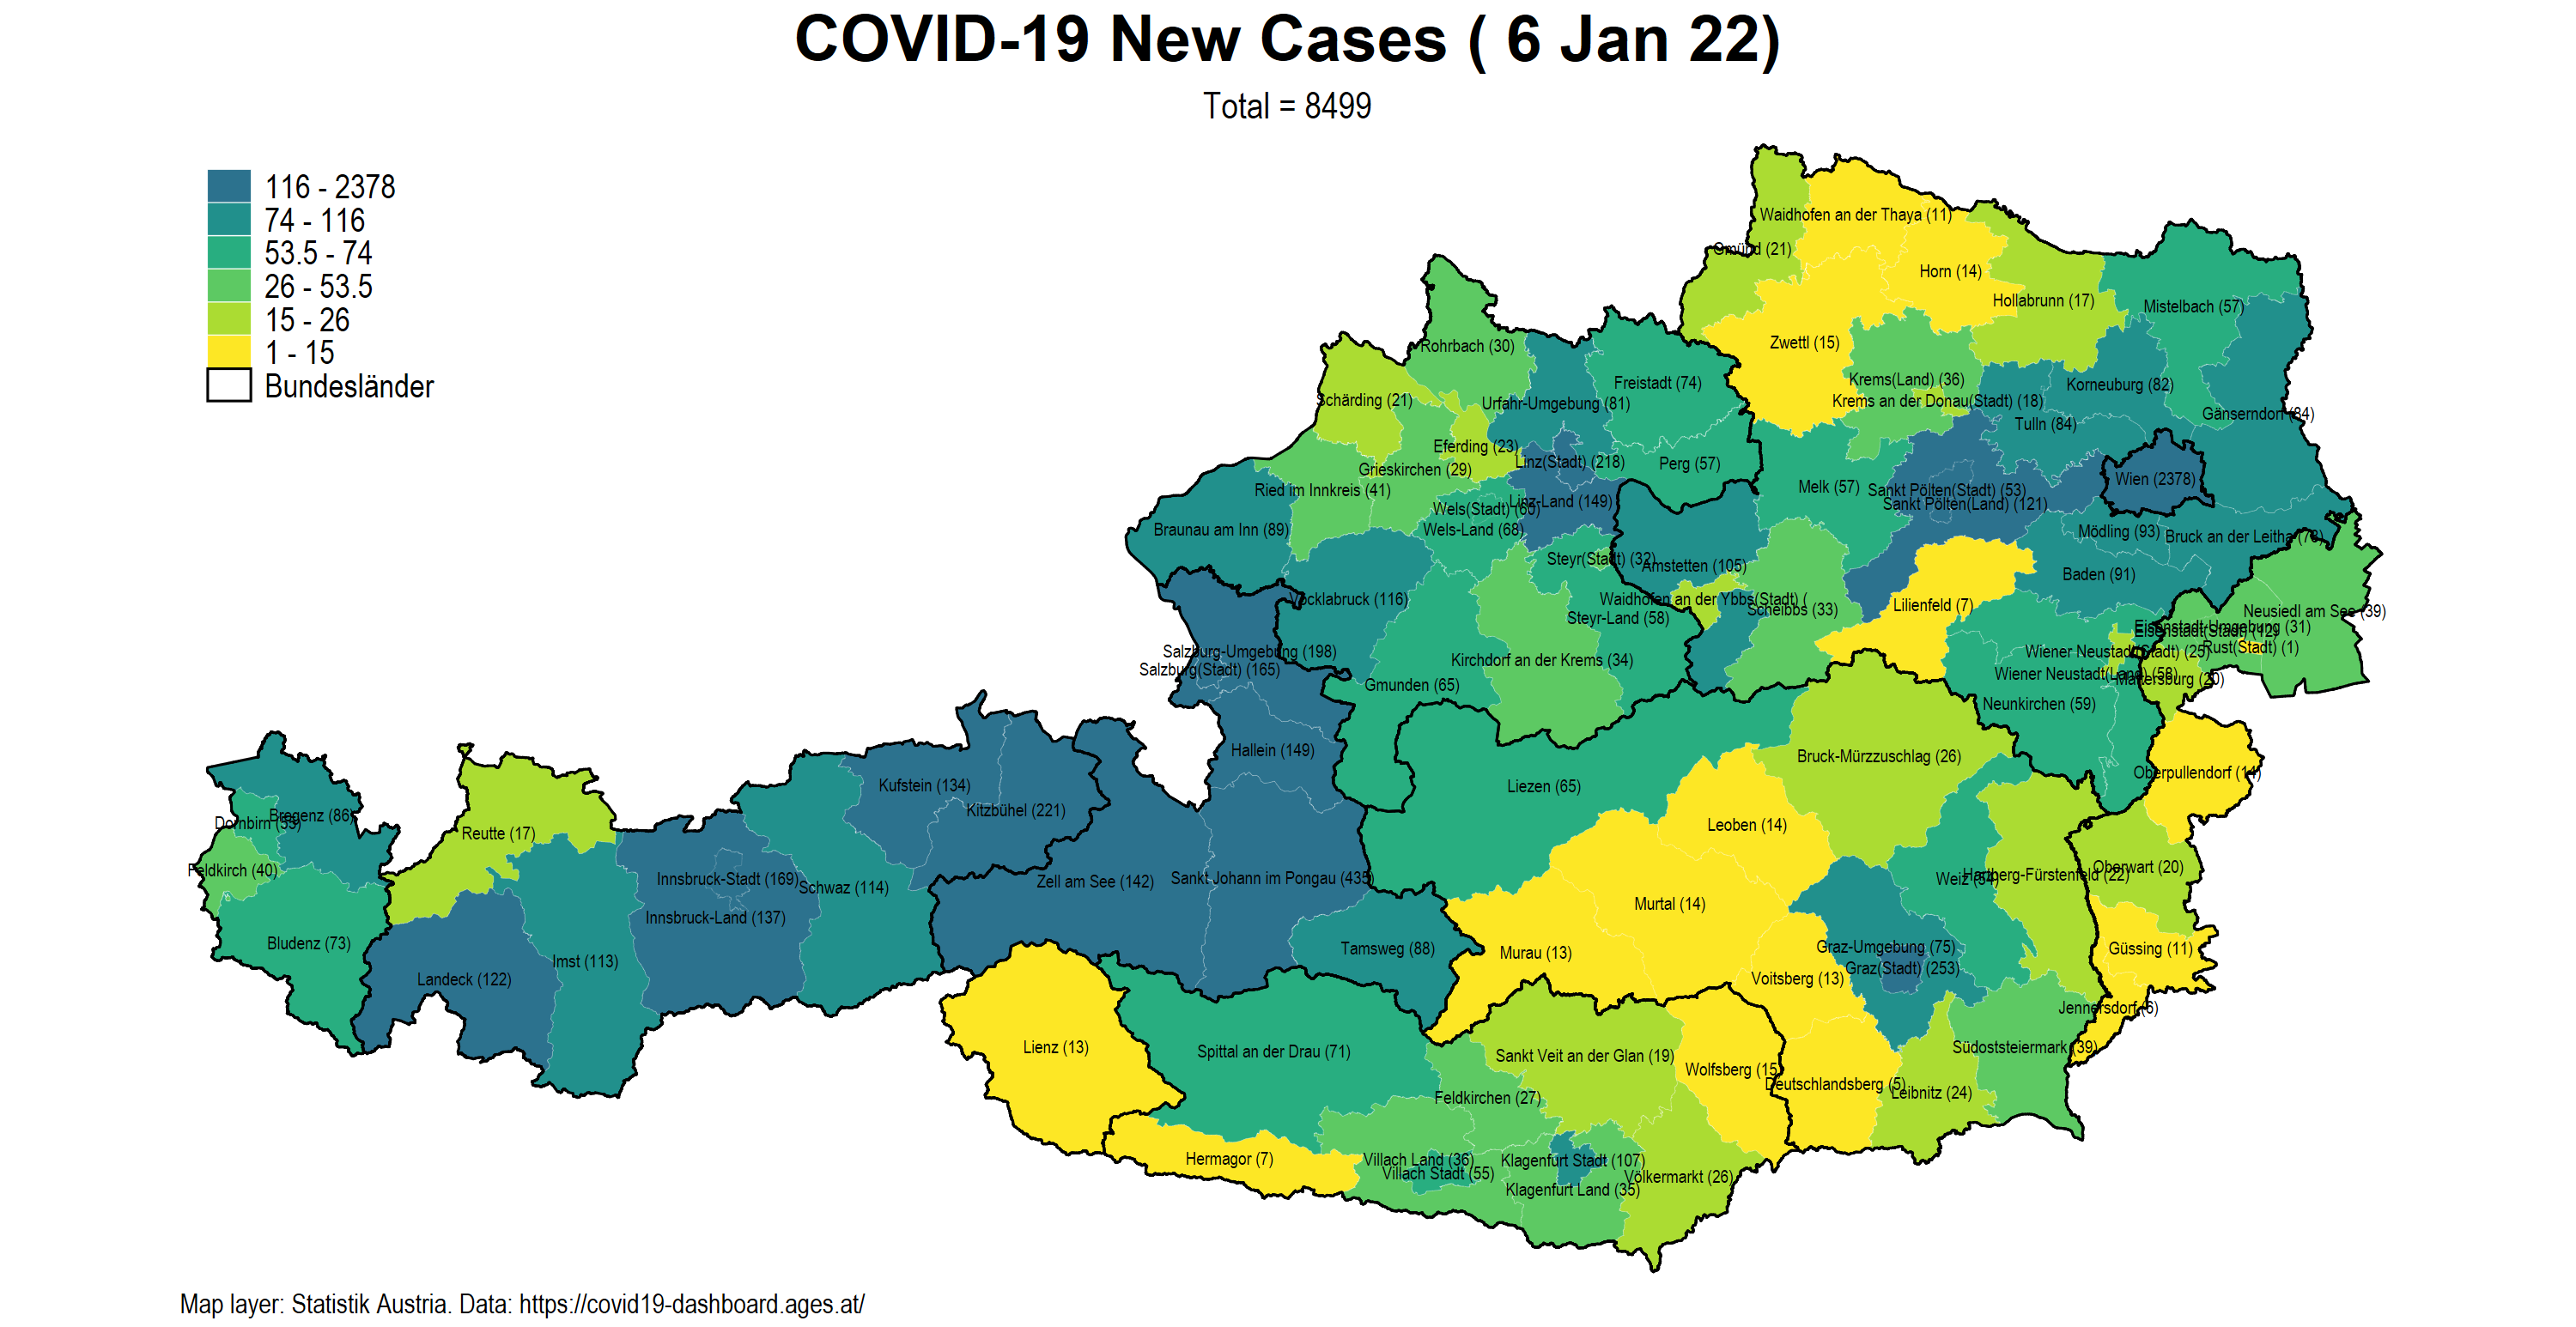 COVID-19 New Cases ( 6 Jan 22)
Total = 8499
116 - 2378
74 - 116
53.5 - 74
26 - 53.5
15 - 26
1 - 15
Bundesländer
Waidhofen an der Thaya (11)
Gmünd (21)
Horn (14)
Hollabrunn (17)
Mistelbach (57)
Zwettl (15)
Rohrbach (30)
Freistadt (74)
Krems(Land) (36)
Korneuburg (82)
Schärding (21)
Urfahr-Umgebung (81)
Krems an der Donau(Stadt) (18)
Gänserndorf (84)
Tulln (84)
Eferding (23)
Linz(Stadt) (218)
Perg (57)
Grieskirchen (29)
Wien (2378)
Melk (57)
Ried im Innkreis (41)
Sankt Pölten(Stadt) (53)
Linz-Land (149)
Sankt Pölten(Land) (121)
Wels(Stadt) (60)
Braunau am Inn (89)
Wels-Land (68)
Mödling (93)
Bruck an der Leitha (78)
Steyr(Stadt) (32)
Amstetten (105)
Baden (91)
Vöcklabruck (116)
Waidhofen an der Ybbs(Stadt) (
Scheibbs (33)
Lilienfeld (7)
Neusiedl am See (39)
Steyr-Land (58)
Eisenstadt-Umgebung (31)
Eisenstadt(Stadt) (12)
Rust(Stadt) (1)
Salzburg-Umgebung (198)
Wiener Neustadt(Stadt) (25)
Kirchdorf an der Krems (34)
Salzburg(Stadt) (165)
Wiener Neustadt(Land) (58)
Mattersburg (20)
Gmunden (65)
Neunkirchen (59)
Hallein (149)
Bruck-Mürzzuschlag (26)
Oberpullendorf (14)
Kufstein (134)
Liezen (65)
Kitzbühel (221)
Bregenz (86)
Dornbirn (55)
Leoben (14)
Reutte (17)
Oberwart (20)
Feldkirch (40)
Hartberg-Fürstenfeld (22)
Weiz (54)
Innsbruck-Stadt (169)
Sankt Johann im Pongau (435)
Zell am See (142)
Schwaz (114)
Murtal (14)
Innsbruck-Land (137)
Bludenz (73)
Graz-Umgebung (75)
Tamsweg (88)
Güssing (11)
Murau (13)
Imst (113)
Graz(Stadt) (253)
Landeck (122)
Voitsberg (13)
Jennersdorf (6)
Lienz (13)
Südoststeiermark (39)
Spittal an der Drau (71)
Sankt Veit an der Glan (19)
Wolfsberg (15)
Deutschlandsberg (5)
Leibnitz (24)
Feldkirchen (27)
Hermagor (7)
Villach Land (36)
Klagenfurt Stadt (107)
Villach Stadt (55)
Völkermarkt (26)
Klagenfurt Land (35)
Map layer: Statistik Austria. Data: https://covid19-dashboard.ages.at/